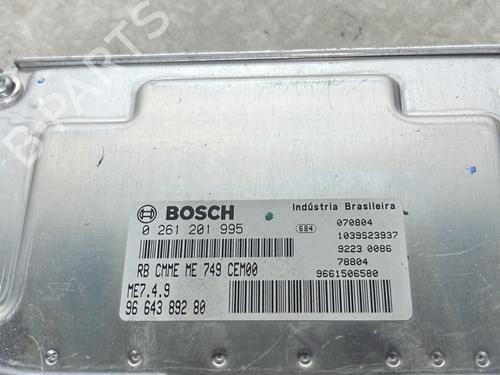 B-PARTS
BOSCH
Indústria Brasileira
0 261 201 995
684
070804
1039S23937
9223 0086
78804
9661506580
RB CMME ME 749 CEM00
ME7.4.9
96 643 892 80